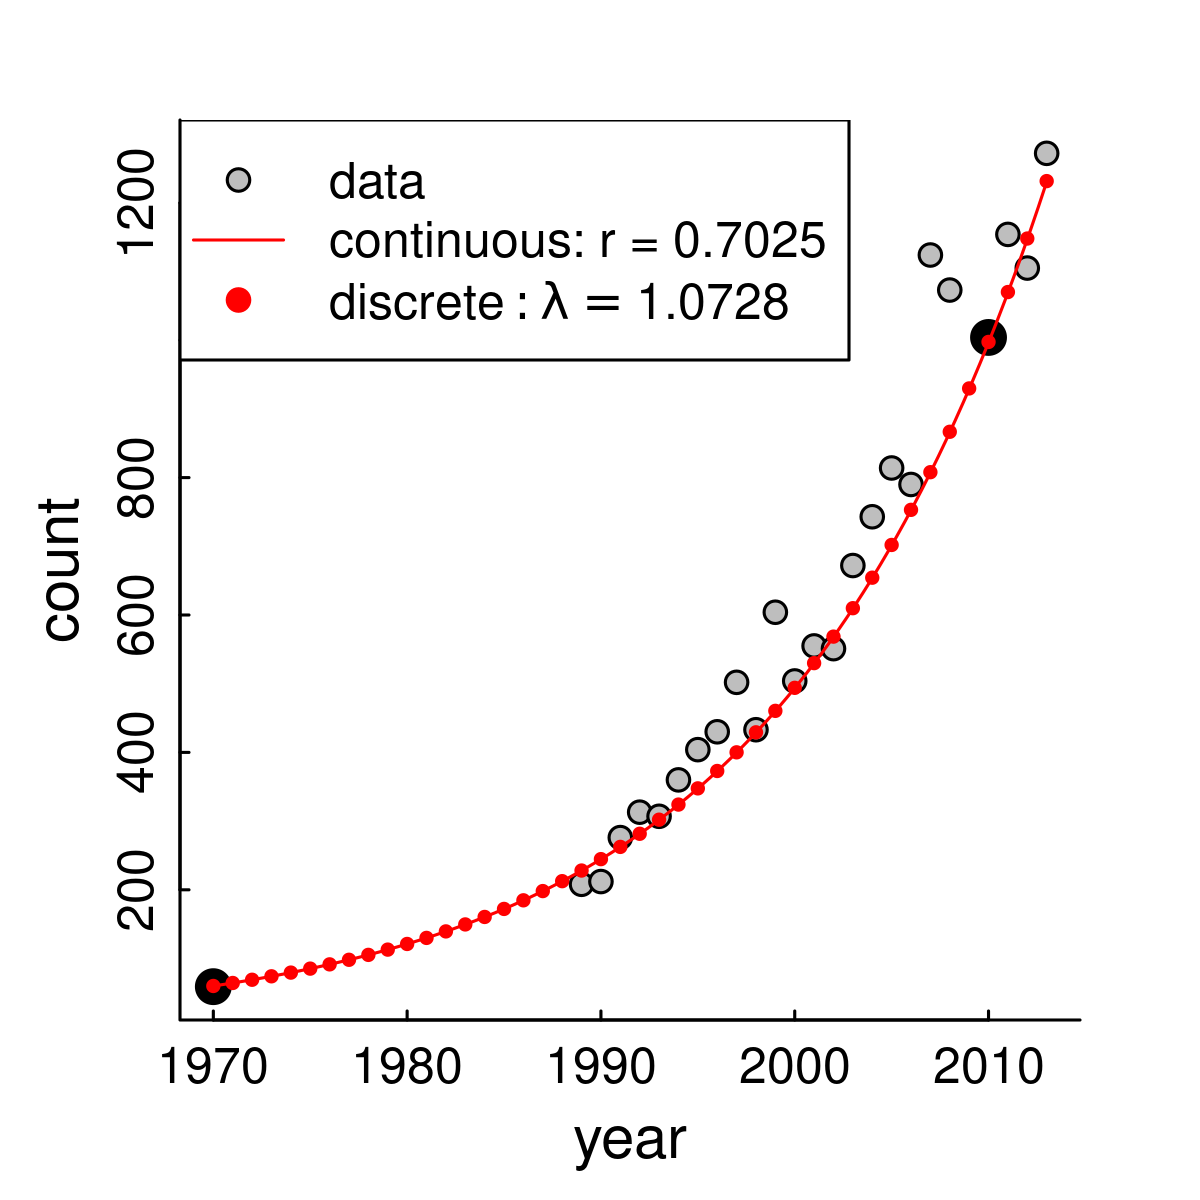 data
continuous: r = 0.7025
discrete : λ = 1.0728
1200
800
600
400
200
count
1970 1980 1990 2000 2010
year